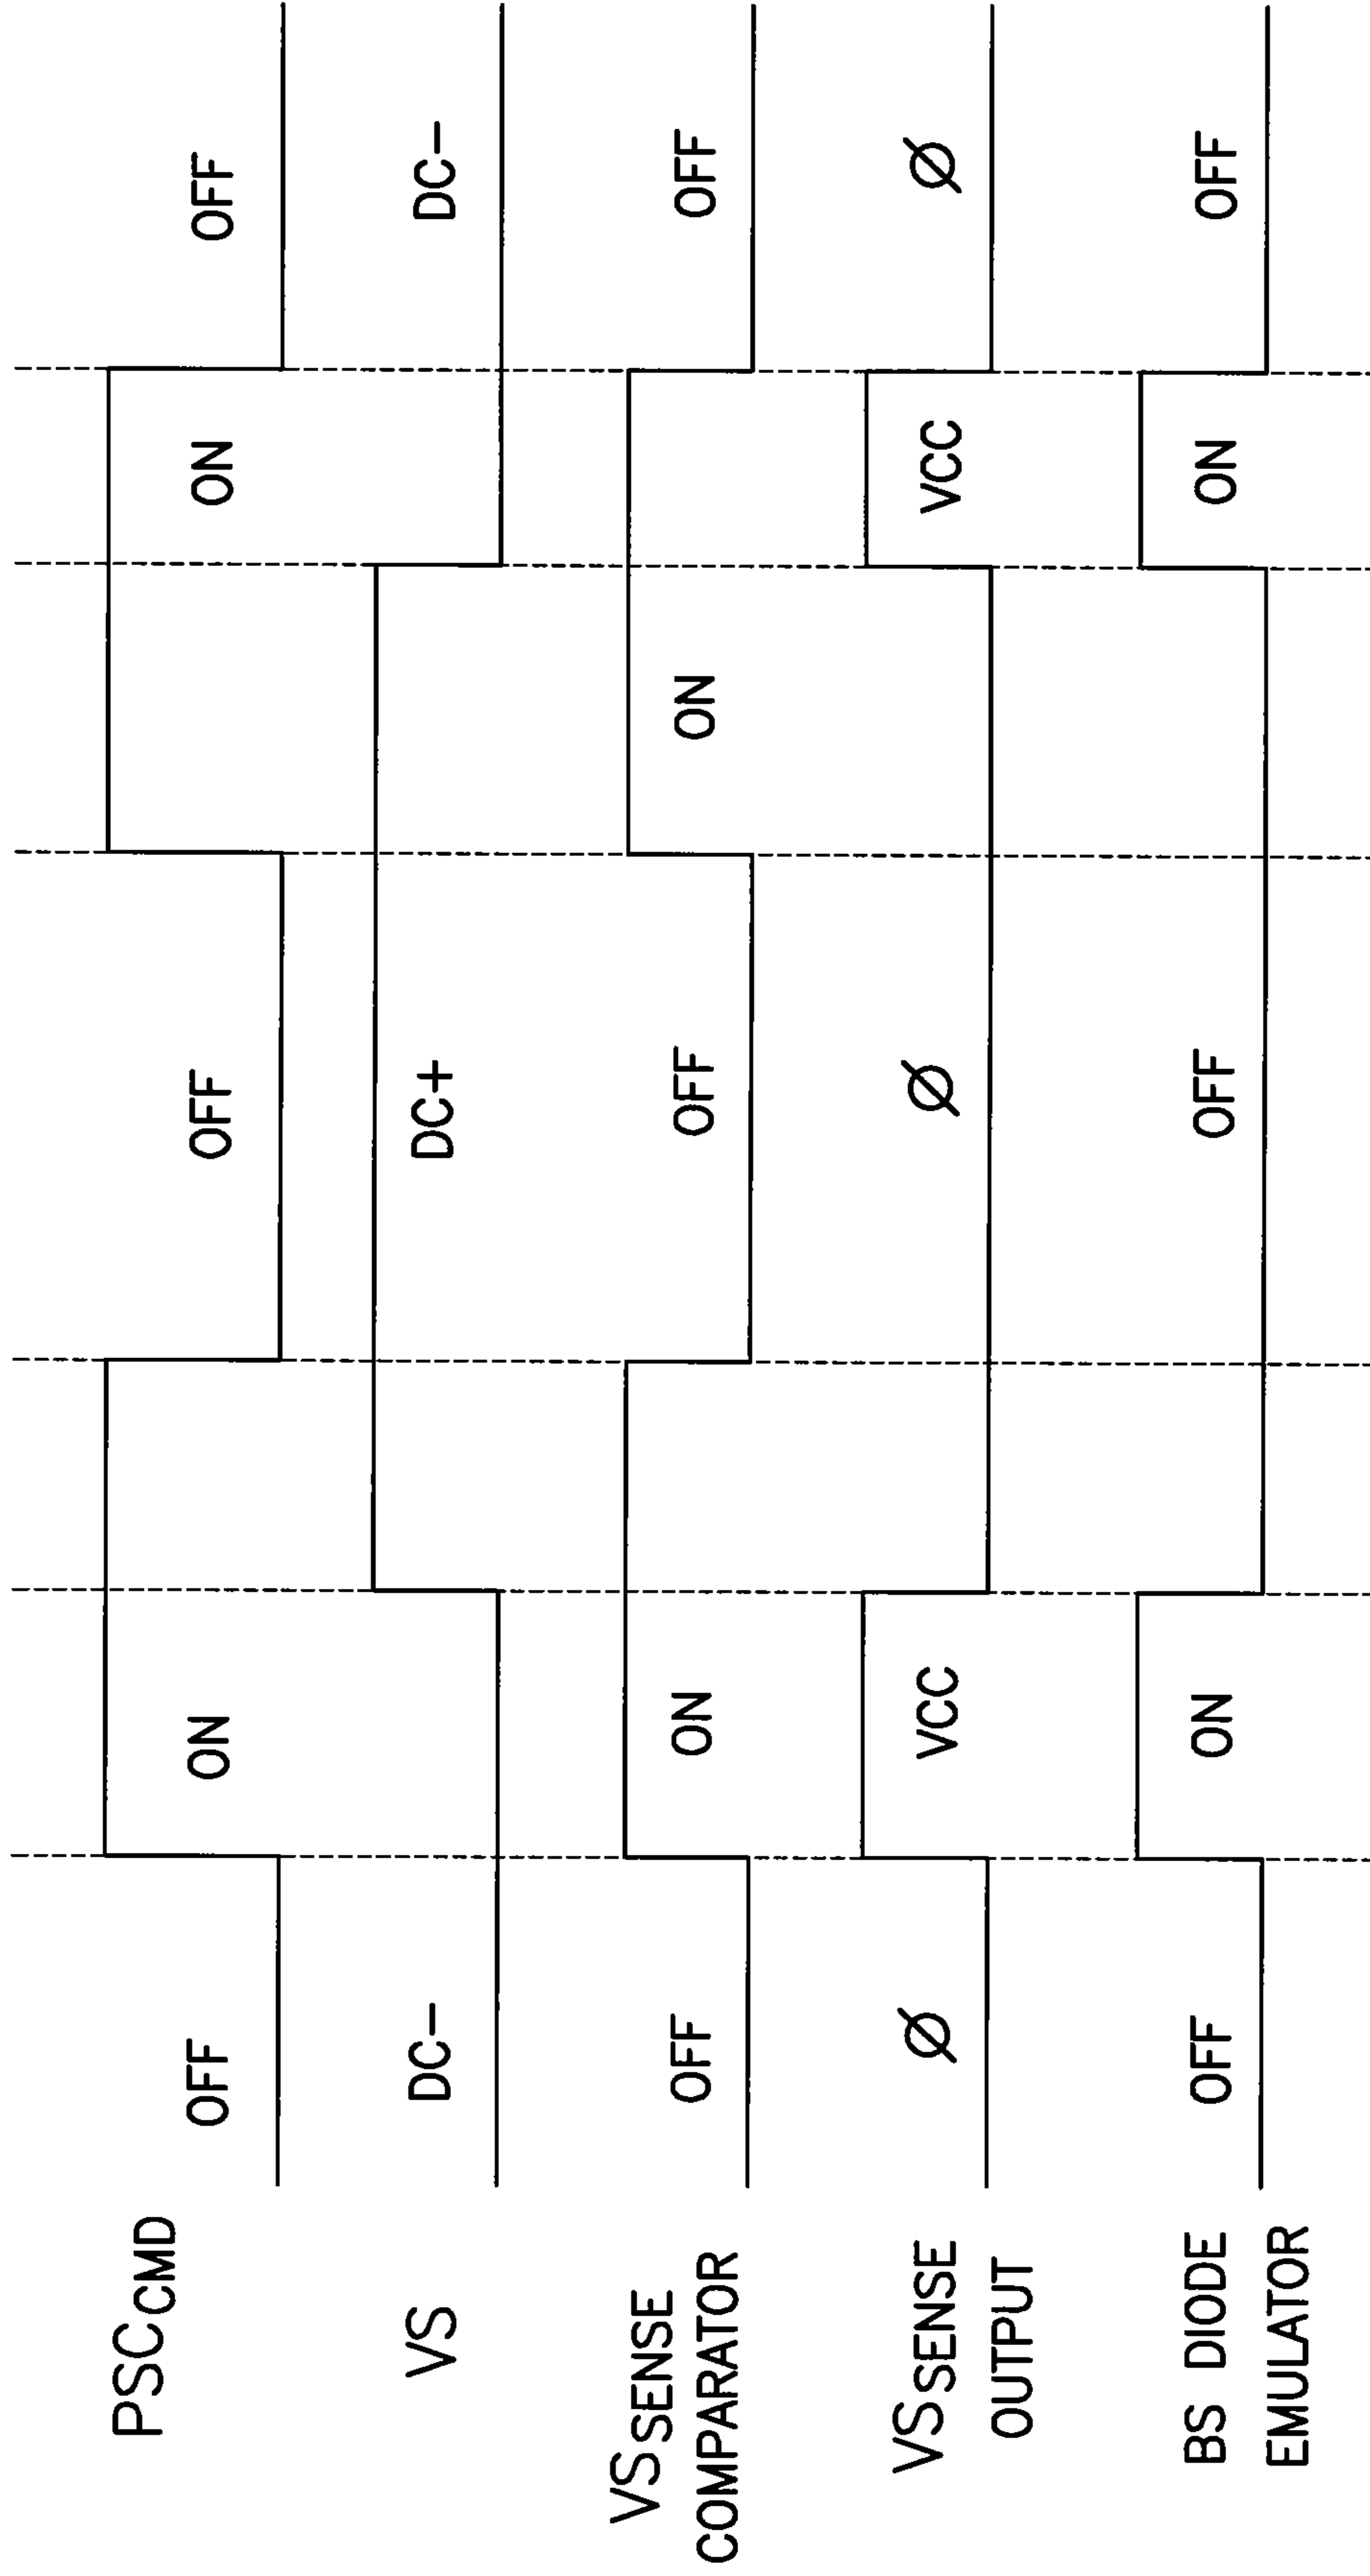 PSCCMD
OFF ON OFF ON OFF
VS
DC- DC+ DC-
VSSENSE
COMPARATOR
OFF ON OFF ON OFF
VSSENSE
OUTPUT
Ø VCC Ø VCC Ø
BS DIODE
EMULATOR
OFF ON OFF ON OFF